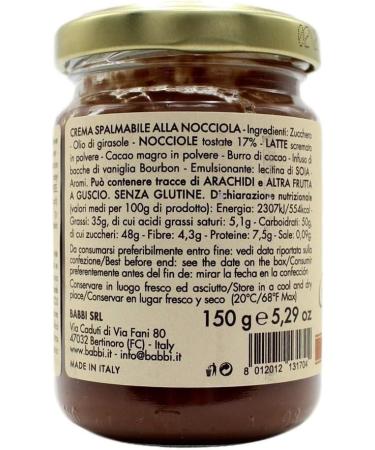 CREMA SPALMABILE ALLA NOCCIOLA - Ingredienti: Zucchero
- Olio di girasole - NOCCIOLE tostate 17% - LATTE scremato
in polvere - Cacao magro in polvere - Burro di cacao - Infuso di
bacche di vaniglia Bourbon - Emulsionante: lecitina di SOIA -
Aromi. Può contenere tracce di ARACHIDI e ALTRA FRUTTA
A GUSCIO. SENZA GLUTINE. Dichiarazione nutrizionale
(valori medi per 100g di prodotto): Energia: 2307kJ/554kcal
Grassi: 35g, di cui acidi grassi saturi: 5,1g - Carboidrati: 50g,
di cui zuccheri: 48g - Fibre: 4,3g - Proteine: 7,5g - Sale: 0,09g
Da consumarsi preferibilmente entro fine: vedi data riportata sulla
confezione/Best before end: see the date on the box/Consumir
preferentemente antes del fin de: mirar la fecha en la confección
Conservare in luogo fresco ed asciutto/Store in a cool and dry
place/Conservar en lugar fresco y seco (20°C/68°F Max)
BABBI SRL
Via Caduti di Via Fani 80
47032 Bertinoro (FC) - Italy
babbi.it - info@babbi.it
MADE IN ITALY
150 g e 5,29 oz
8 012012 131704